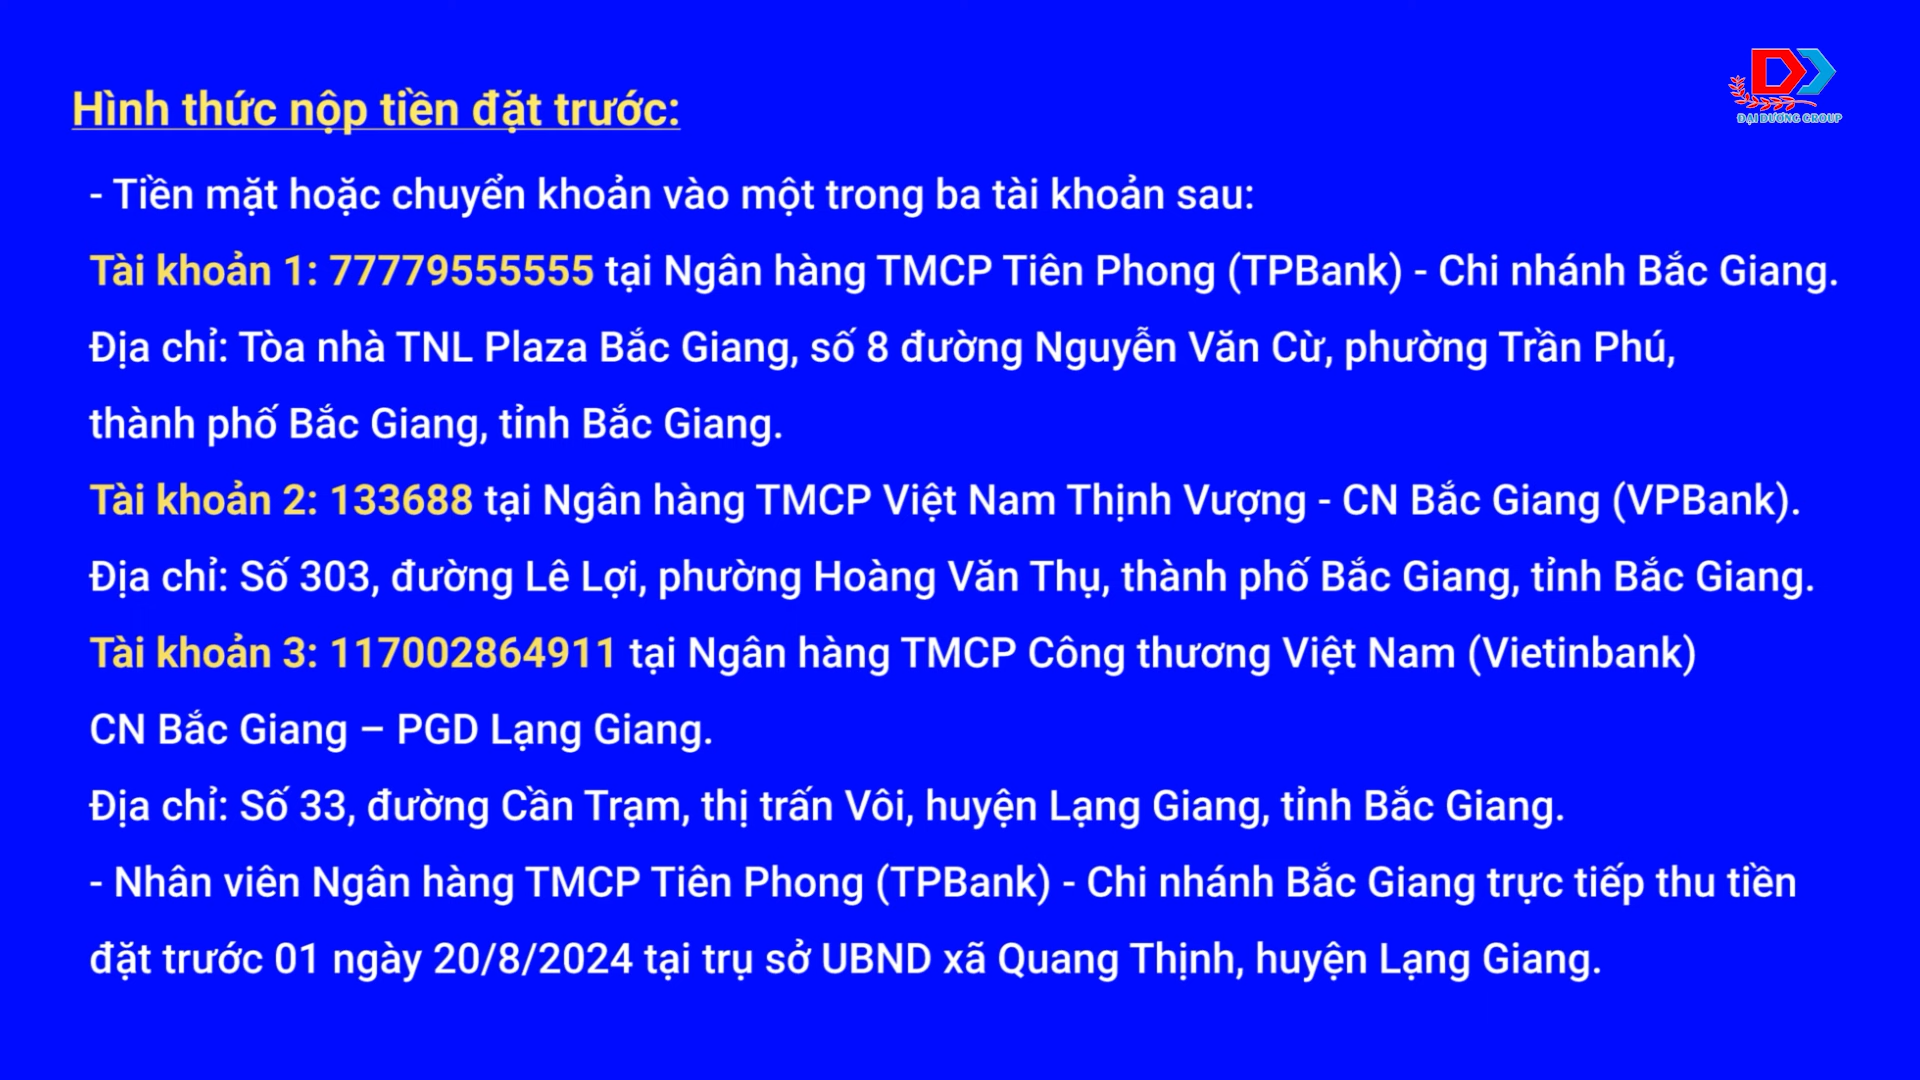 Hình thức nộp tiền đặt trước:
ĐẠI DƯƠNG GROUP
- Tiền mặt hoặc chuyển khoản vào một trong ba tài khoản sau:
Tài khoản 1: 77779555555 tại Ngân hàng TMCP Tiên Phong (TPBank) - Chi nhánh Bắc Giang.
Địa chỉ: Tòa nhà TNL Plaza Bắc Giang, số 8 đường Nguyễn Văn Cừ, phường Trần Phú,
thành phố Bắc Giang, tỉnh Bắc Giang.
Tài khoản 2: 133688 tại Ngân hàng TMCP Việt Nam Thịnh Vượng - CN Bắc Giang (VPBank).
Địa chỉ: Số 303, đường Lê Lợi, phường Hoàng Văn Thụ, thành phố Bắc Giang, tỉnh Bắc Giang.
Tài khoản 3: 117002864911 tại Ngân hàng TMCP Công thương Việt Nam (Vietinbank)
CN Bắc Giang – PGD Lạng Giang.
Địa chỉ: Số 33, đường Cần Trạm, thị trấn Vôi, huyện Lạng Giang, tỉnh Bắc Giang.
- Nhân viên Ngân hàng TMCP Tiên Phong (TPBank) - Chi nhánh Bắc Giang trực tiếp thu tiền
đặt trước 01 ngày 20/8/2024 tại trụ sở UBND xã Quang Thịnh, huyện Lạng Giang.